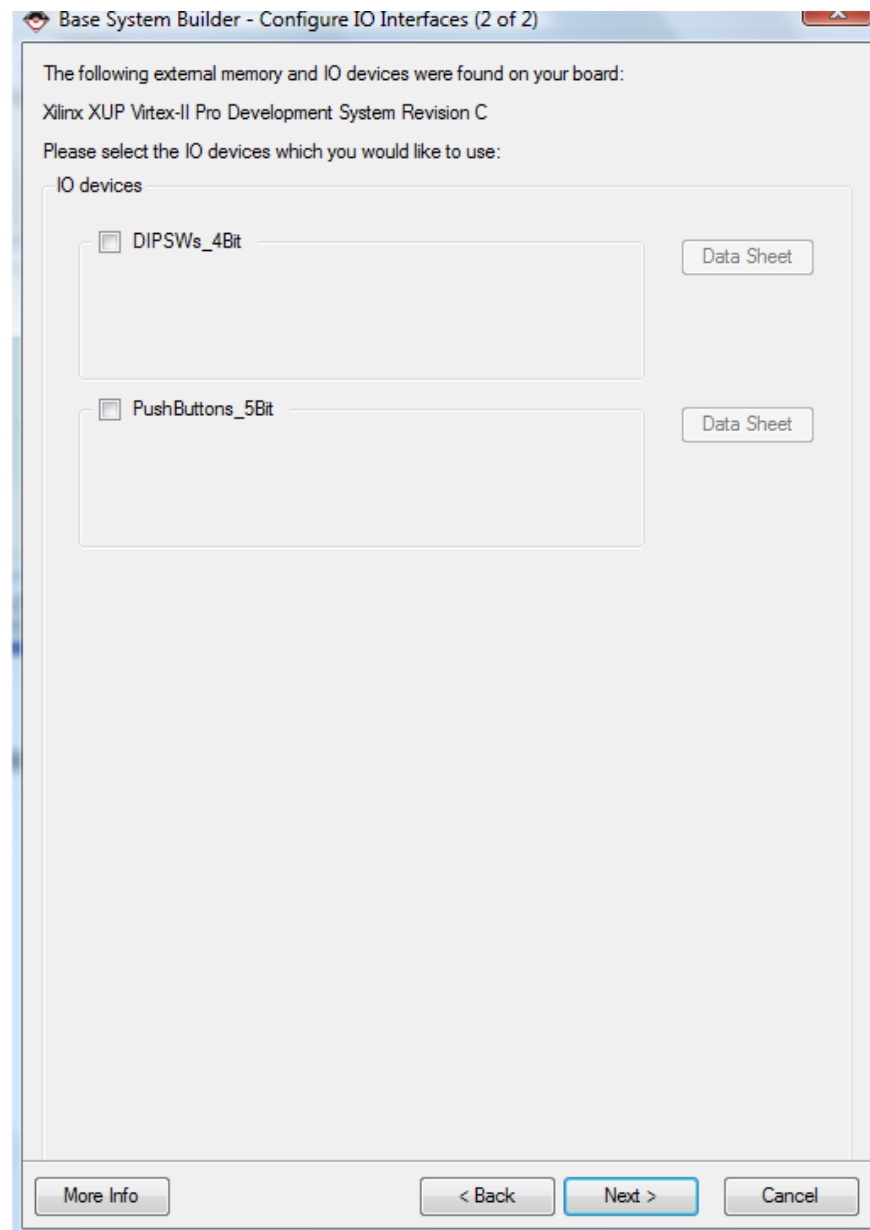 Base System Builder - Configure IO Interfaces (2 of 2)
The following external memory and IO devices were found on your board:
Xilinx XUP Virtex-II Pro Development System Revision C
Please select the IO devices which you would like to use:
IO devices
DIPSWs_4Bit
Data Sheet
PushButtons_5Bit
Data Sheet
More Info
< Back
Next >
Cancel